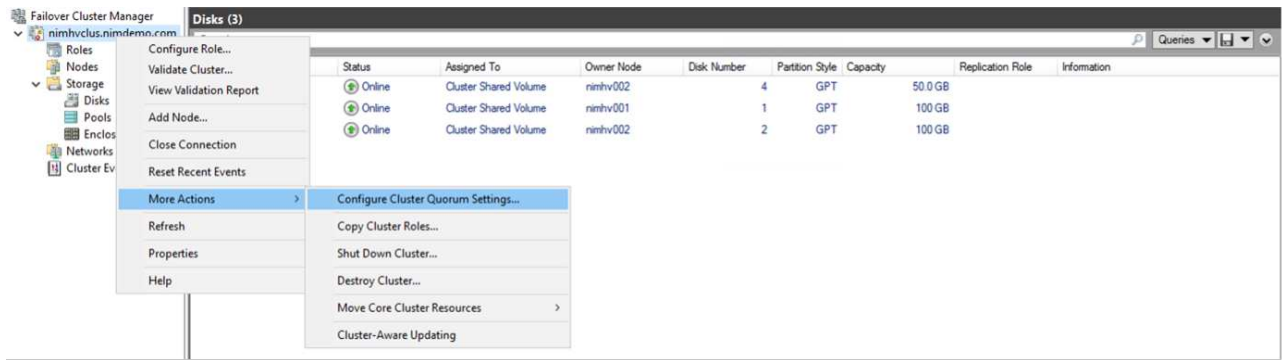 Failover Cluster Manager
nimhvclus.nimdemo.com
Roles
Nodes
Storage
Disks
Pools
Enclos
Networks
Cluster Ev
Configure Role...
Validate Cluster...
View Validation Report
Add Node...
Close Connection
Reset Recent Events
More Actions
Refresh
Properties
Help
Configure Cluster Quorum Settings...
Copy Cluster Roles...
Shut Down Cluster...
Destroy Cluster...
Move Core Cluster Resources
Cluster-Aware Updating
Disks (3)
Queries
Status Assigned To Owner Node Disk Number Partition Style Capacity Replication Role Information
Online Cluster Shared Volume nimhv002 4 GPT 50.0 GB
Online Cluster Shared Volume nimhv001 1 GPT 100 GB
Online Cluster Shared Volume nimhv002 2 GPT 100 GB